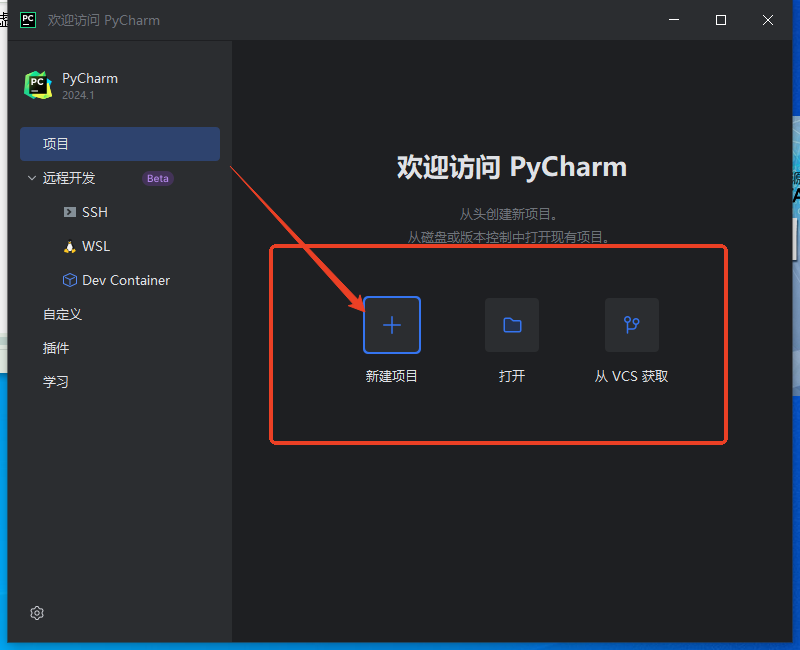 PC 欢迎访问 PyCharm
PC PyCharm
2024.1
项目
远程开发 Beta
SSH
WSL
Dev Container
自定义
插件
学习
欢迎访问 PyCharm
从头创建新项目。
从磁盘或版本控制中打开现有项目。
新建项目 打开 从 VCS 获取